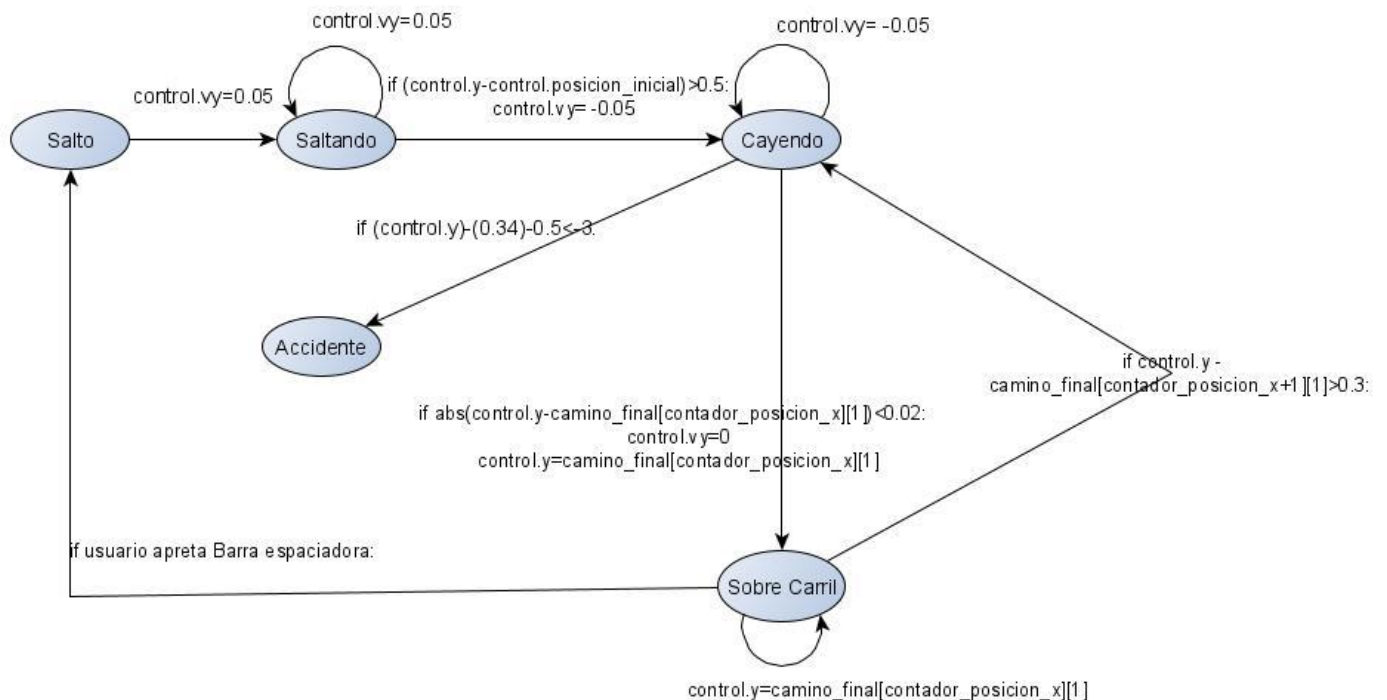 control.vy=0.05
control.vy= -0.05
if (control.y-control.posicion_inicial)>0.5:
control.vy= -0.05
control.vy=0.05
Salto
Saltando
Cayendo
if (control.y)-(0.34)-0.5<-3:
Accidente
if control.y -
camino_final[contador_posicion_x+1][1]>0.3:
if abs(control.y-camino_final[contador_posicion_x][1])<0.02:
control.vy=0
control.y=camino_final[contador_posicion_x][1]
if usuario apreta Barra espaciadora:
Sobre Carril
control.y=camino_final[contador_posicion_x][1]